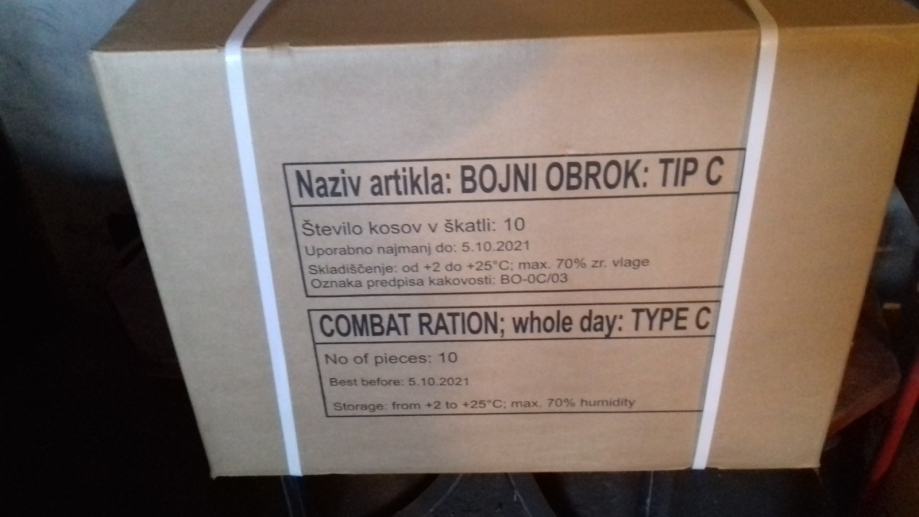 Naziv artikla: BOJNI OBROK: TIP C
Število kosov v škatli: 10
Uporabno najmanj do: 5.10.2021
Skladiščenje: od +2 do +25°C; max. 70% zr. vlage
Oznaka predpisa kakovosti: BO-0C/03
COMBAT RATION; whole day: TYPE C
No of pieces: 10
Best before: 5.10.2021
Storage: from +2 to +25°C; max. 70% humidity